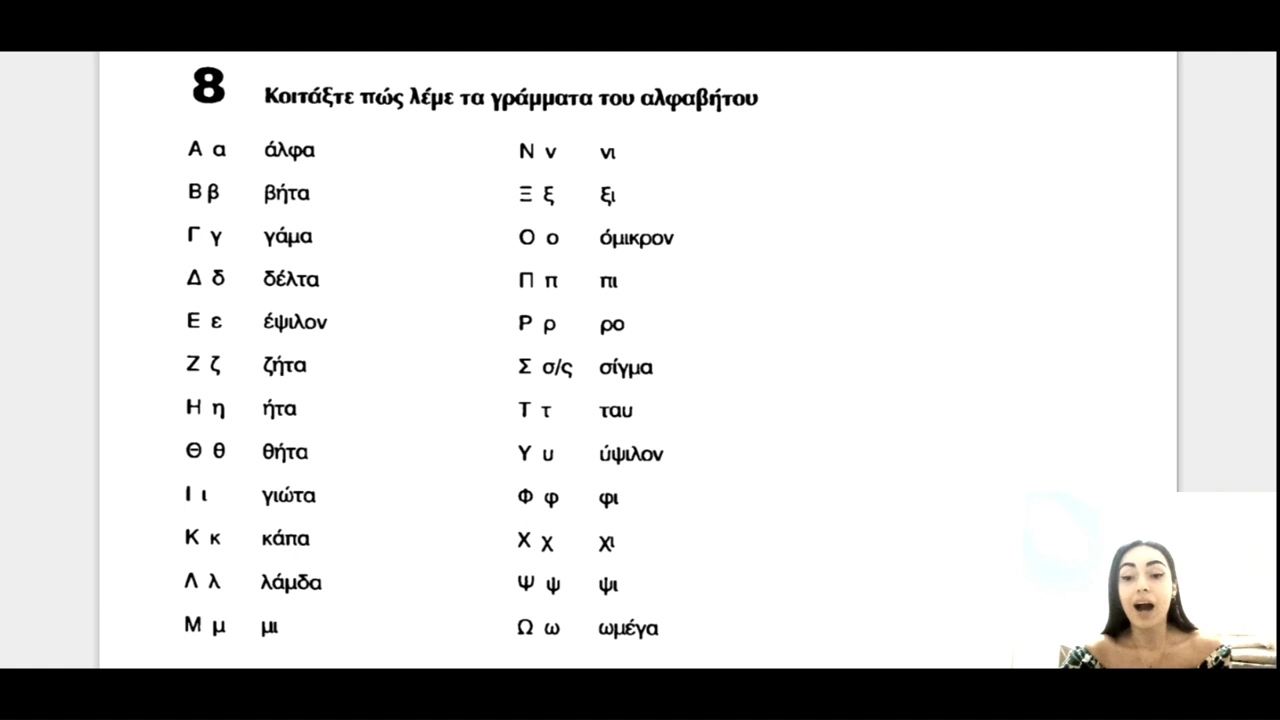 8 Κοιτάξτε πώς λέμε τα γράμματα του αλφαβήτου
Α α άλφα
Β β βήτα
Γ γ γάμα
Δ δ δέλτα
Ε ε έψιλον
Ζ ζ ζήτα
Η η ήτα
Θ θ θήτα
Ι ι γιώτα
Κ κ κάπα
Λ λ λάμδα
Μ μ μι
Ν ν νι
Ξ ξ ξι
Ο ο όμικρον
Π π πι
Ρ ρ ρο
Σ σ/ς σίγμα
Τ τ ταυ
Υ υ ύψιλον
Φ φ φι
Χ χ χι
Ψ ψ ψι
Ω ω ωμέγα